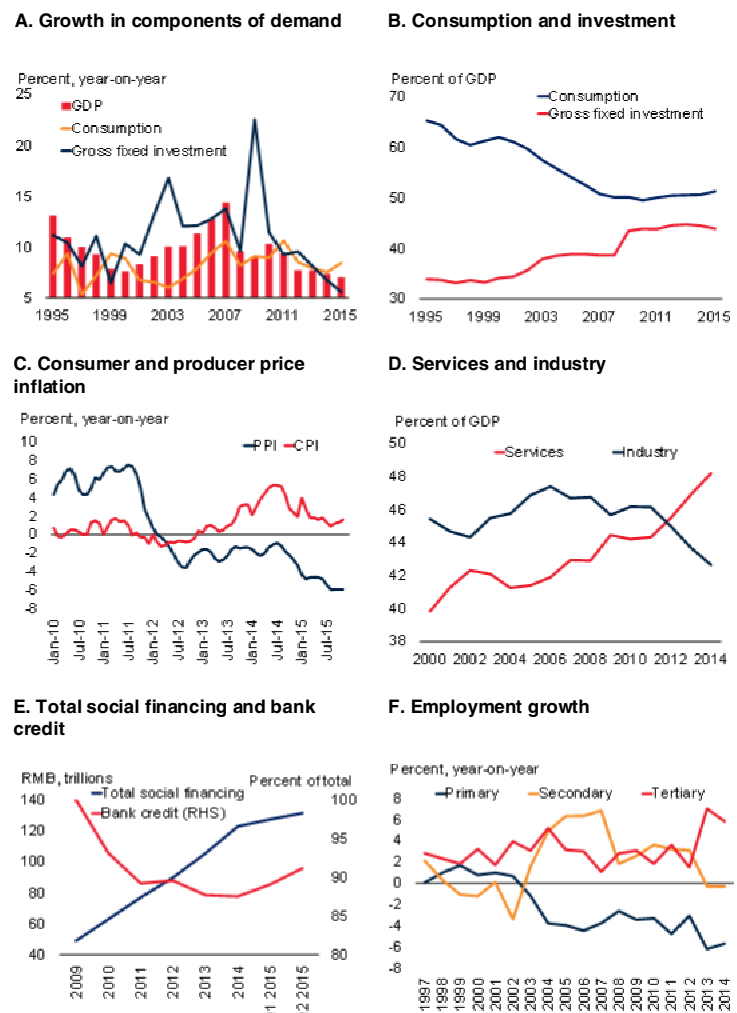 A. Growth in components of demand
Percent, year-on-year
25
20
15
10
5
GDP
Consumption
Gross fixed investment
1995 1999 2003 2007 2011 2015
B. Consumption and investment
Percent of GDP
70
60
50
40
30
Consumption
Gross fixed investment
1995 1999 2003 2007 2011 2015
C. Consumer and producer price
inflation
Percent, year-on-year
10
8
6
4
2
0
-2
-4
-6
-8
PPI CPI
Jan-10 Jul-10 Jan-11 Jul-11 Jan-12 Jul-12 Jan-13 Jul-13 Jan-14 Jul-14 Jan-15 Jul-15
D. Services and industry
Percent of GDP
50
48
46
44
42
40
38
Services Industry
2000 2002 2004 2006 2008 2010 2012 2014
E. Total social financing and bank
credit
RMB, trillions
Percent of total
Total social financing
Bank credit (RHS)
140
120
100
80
60
40
100
95
90
85
80
2009 2010 2011 2012 2013 2014 1 2015 2 2015
F. Employment growth
Percent, year-on-year
Primary Secondary Tertiary
8
6
4
2
0
-2
-4
-6
-8
1997 1998 1999 2000 2001 2002 2003 2004 2005 2006 2007 2008 2009 2010 2011 2012 2013 2014